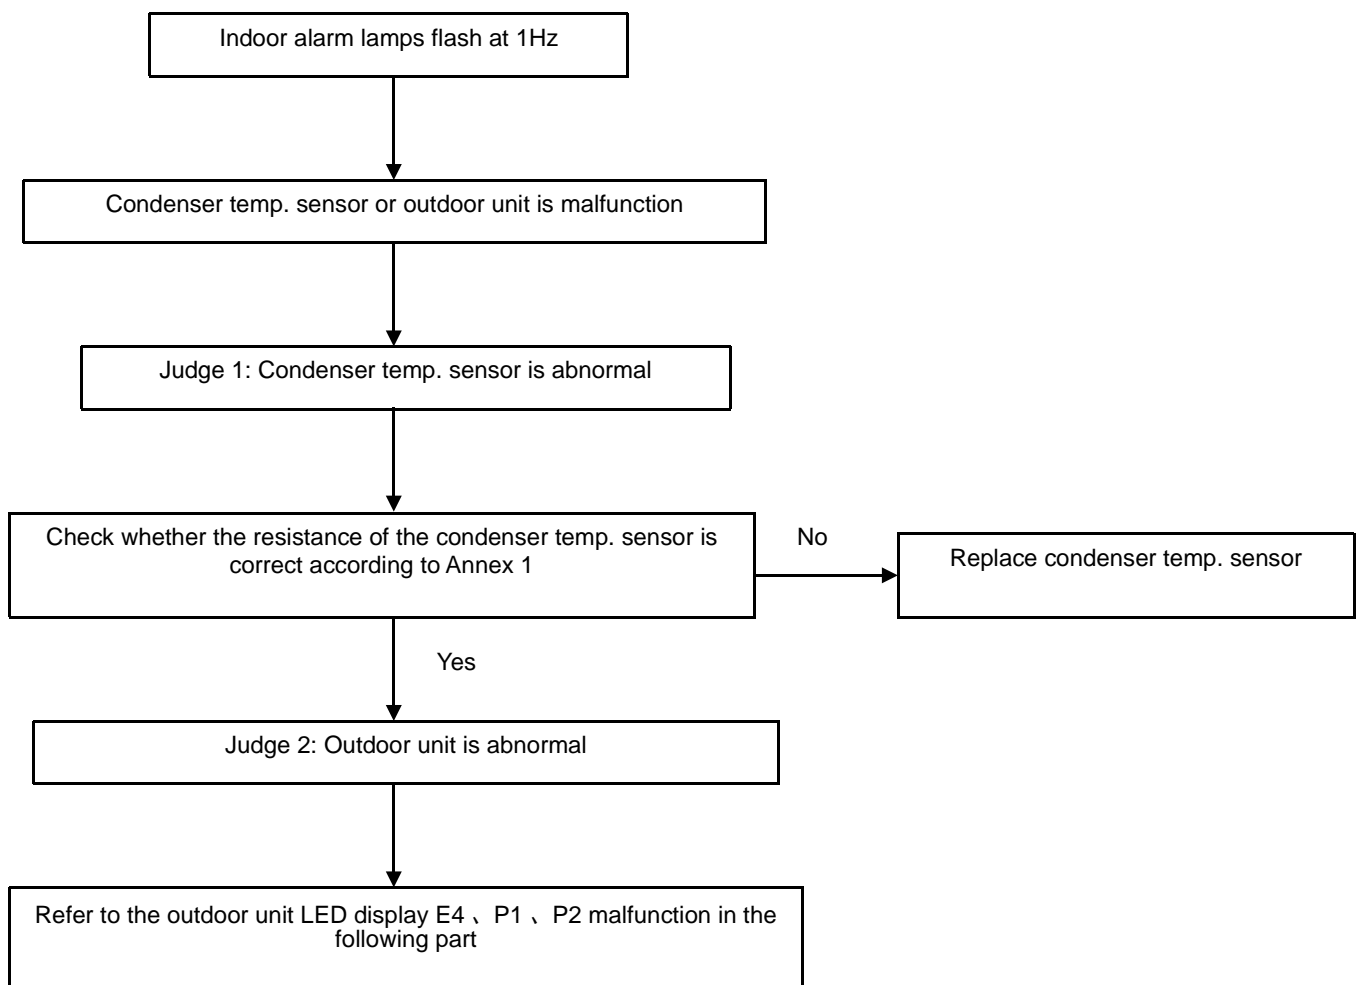 Indoor alarm lamps flash at 1Hz
Condenser temp. sensor or outdoor unit is malfunction
Judge 1: Condenser temp. sensor is abnormal
Check whether the resistance of the condenser temp. sensor is
correct according to Annex 1
No
Replace condenser temp. sensor
Yes
Judge 2: Outdoor unit is abnormal
Refer to the outdoor unit LED display E4 、P1 、P2 malfunction in the
following part